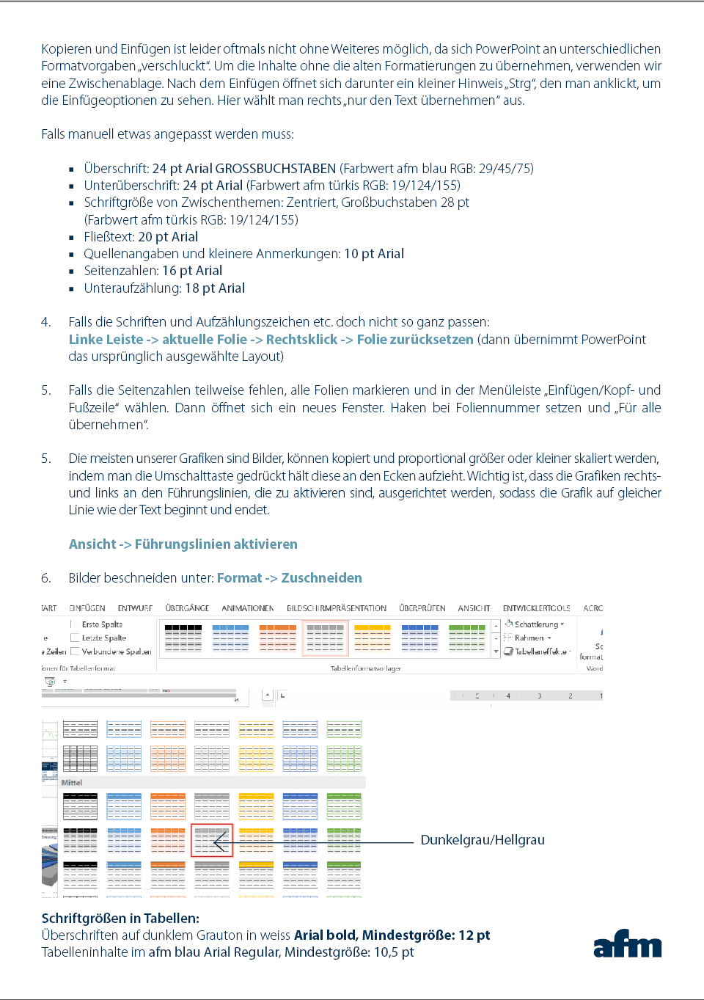 Kopieren und Einfügen ist leider oftmals nicht ohne Weiteres möglich, da sich PowerPoint an unterschiedlichen
Formatvorgaben „verschluckt“. Um die Inhalte ohne die alten Formatierungen zu übernehmen, verwenden wir
eine Zwischenablage. Nach dem Einfügen öffnet sich darunter ein kleiner Hinweis „Strg“, den man anklickt, um
die Einfügeoptionen zu sehen. Hier wählt man rechts „nur den Text übernehmen“ aus.
Falls manuell etwas angepasst werden muss:
▪ Überschrift: 24 pt Arial GROSSBUCHSTABEN (Farbwert afm blau RGB: 29/45/75)
▪ Unterüberschrift: 24 pt Arial (Farbwert afm türkis RGB: 19/124/155)
▪ Schriftgröße von Zwischenthemen: Zentriert, Großbuchstaben 28 pt
(Farbwert afm türkis RGB: 19/124/155)
▪ Fließtext: 20 pt Arial
▪ Quellenangaben und kleinere Anmerkungen: 10 pt Arial
▪ Seitenzahlen: 16 pt Arial
▪ Unteraufzählung: 18 pt Arial
4. Falls die Schriften und Aufzählungszeichen etc. doch nicht so ganz passen:
Linke Leiste -> aktuelle Folie -> Rechtsklick -> Folie zurücksetzen (dann übernimmt PowerPoint
das ursprünglich ausgewählte Layout)
5. Falls die Seitenzahlen teilweise fehlen, alle Folien markieren und in der Menüleiste „Einfügen/Kopf- und
Fußzeile“ wählen. Dann öffnet sich ein neues Fenster. Haken bei Foliennummer setzen und „Für alle
übernehmen“.
5. Die meisten unserer Grafiken sind Bilder, können kopiert und proportional größer oder kleiner skaliert werden,
indem man die Umschalttaste gedrückt hält diese an den Ecken aufzieht. Wichtig ist, dass die Grafiken rechts-
und links an den Führungslinien, die zu aktivieren sind, ausgerichtet werden, sodass die Grafik auf gleicher
Linie wie der Text beginnt und endet.
Ansicht -> Führungslinien aktivieren
6. Bilder beschneiden unter: Format -> Zuschneiden
TART EINFÜGEN ENTWURF ÜBERGÄNGE ANIMATIONEN BILDSCHIRMPRÄSENTATION ÜBERPRÜFEN ANSICHT ENTWICKLERTOOLS ACRO
Erste Spalte Schattierung
e Letzte Spalte Rahmen
e Zeilen Verbundene Spalten Tabelleneffekte
Sc
format
ionen für Tabellenformat Tabellenformatvorlagen Word
24 5 4 3 2 1
Mittel
Dunkelgrau/Hellgrau
Schriftgrößen in Tabellen:
Überschriften auf dunklem Grauton in weiss Arial bold, Mindestgröße: 12 pt
Tabelleninhalte im afm blau Arial Regular, Mindestgröße: 10,5 pt
afm